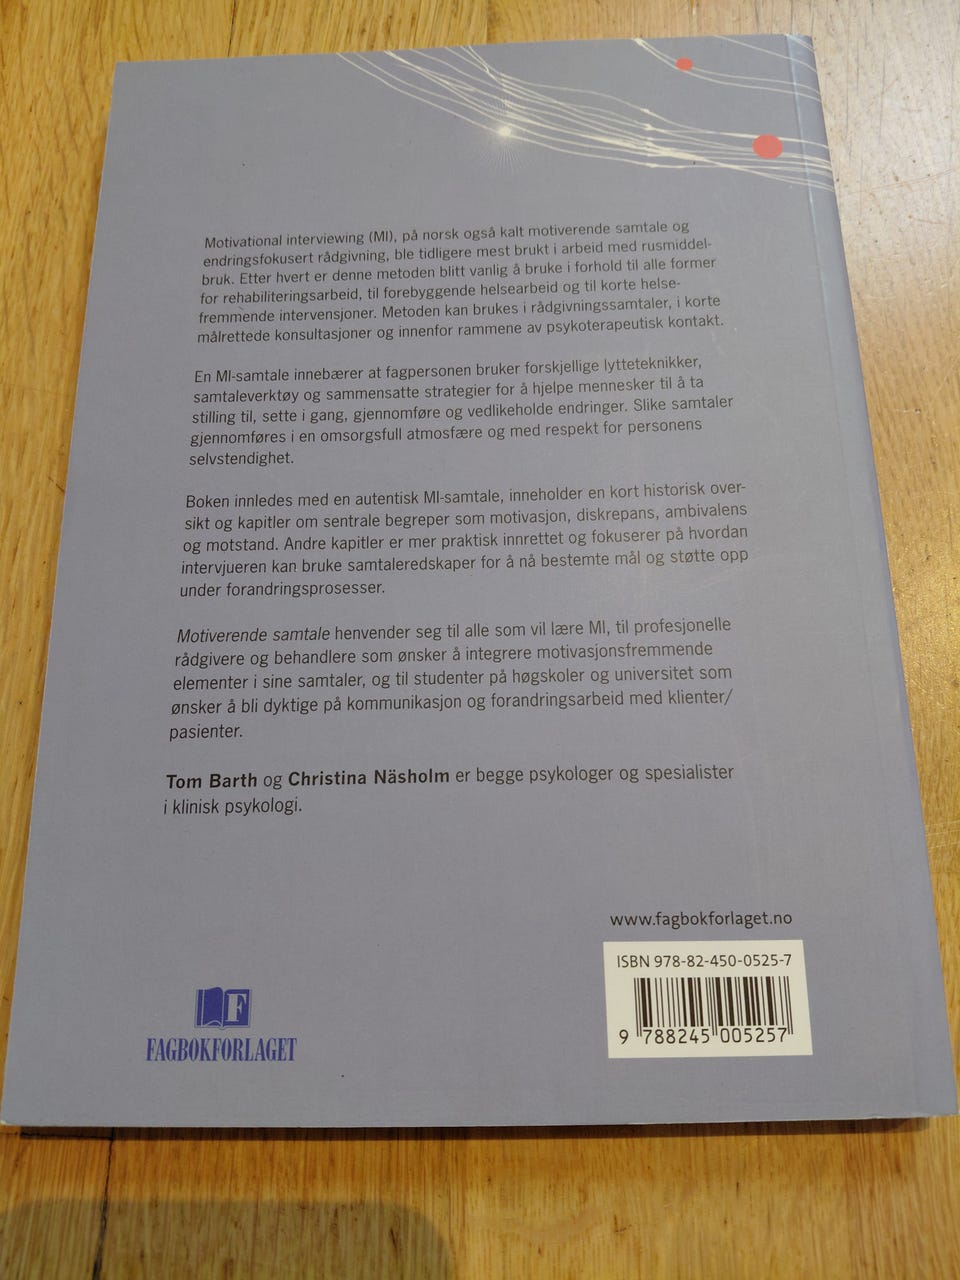 Motivational interviewing (MI), på norsk også kalt motiverende samtale og
endringsfokusert rådgivning, ble tidligere mest brukt i arbeid med rusmiddel-
bruk. Etter hvert er denne metoden blitt vanlig å bruke i forhold til alle former
for rehabiliteringsarbeid, til forebyggende helsearbeid og til korte helse-
fremmende intervensjoner. Metoden kan brukes i rådgivningssamtaler, i korte
målrettede konsultasjoner og innenfor rammene av psykoterapeutisk kontakt.
En MI-samtale innebærer at fagpersonen bruker forskjellige lytteteknikker,
samtaleverktøy og sammensatte strategier for å hjelpe mennesker til å ta
stilling til, sette i gang, gjennomføre og vedlikeholde endringer. Slike samtaler
gjennomføres i en omsorgsfull atmosfære og med respekt for personens
selvstendighet.
Boken innledes med en autentisk MI-samtale, inneholder en kort historisk over-
sikt og kapitler om sentrale begreper som motivasjon, diskrepans, ambivalens
og motstand. Andre kapitler er mer praktisk innrettet og fokuserer på hvordan
intervjueren kan bruke samtaleredskaper for å nå bestemte mål og støtte opp
under forandringsprosesser.
Motiverende samtale henvender seg til alle som vil lære MI, til profesjonelle
rådgivere og behandlere som ønsker å integrere motivasjonsfremmende
elementer i sine samtaler, og til studenter på høgskoler og universitet som
ønsker å bli dyktige på kommunikasjon og forandringsarbeid med klienter/
pasienter.
Tom Barth og Christina Näsholm er begge psykologer og spesialister
i klinisk psykologi.
www.fagbokforlaget.no
ISBN 978-82-450-0525-7
9 788245 005257
F
FAGBOKFORLAGET